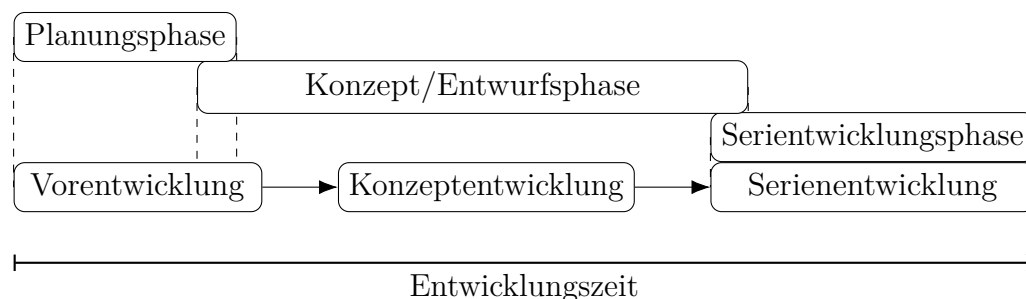 Planungsphase
Konzept/Entwurfsphase
Serientwicklungsphase
Vorentwicklung
Konzeptentwicklung
Serienentwicklung
Entwicklungszeit